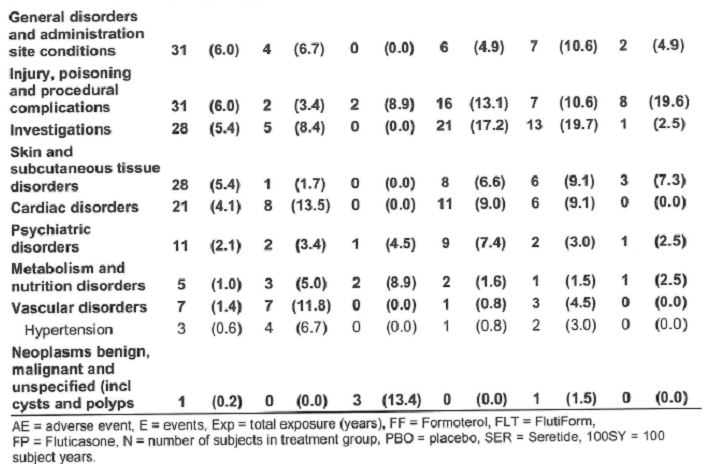 General disorders
and administration
site conditions 31 (6.0) 4 (6.7) 0 (0.0) 6 (4.9) 7 (10.6) 2 (4.9)
Injury, poisoning
and procedural
complications 31 (6.0) 2 (3.4) 2 (8.9) 16 (13.1) 7 (10.6) 8 (19.6)
Investigations 28 (5.4) 5 (8.4) 0 (0.0) 21 (17.2) 13 (19.7) 1 (2.5)
Skin and
subcutaneous tissue
disorders 28 (5.4) 1 (1.7) 0 (0.0) 8 (6.6) 6 (9.1) 3 (7.3)
Cardiac disorders 21 (4.1) 8 (13.5) 0 (0.0) 11 (9.0) 6 (9.1) 0 (0.0)
Psychiatric
disorders 11 (2.1) 2 (3.4) 1 (4.5) 9 (7.4) 2 (3.0) 1 (2.5)
Metabolism and
nutrition disorders 5 (1.0) 3 (5.0) 2 (8.9) 2 (1.6) 1 (1.5) 1 (2.5)
Vascular disorders 7 (1.4) 7 (11.8) 0 (0.0) 1 (0.8) 3 (4.5) 0 (0.0)
Hypertension 3 (0.6) 4 (6.7) 0 (0.0) 1 (0.8) 2 (3.0) 0 (0.0)
Neoplasms benign,
malignant and
unspecified (incl
cysts and polyps 1 (0.2) 0 (0.0) 3 (13.4) 0 (0.0) 1 (1.5) 0 (0.0)
AE = adverse event, E = events, Exp = total exposure (years), FF = Formoterol, FLT = FlutiForm,
FP = Fluticasone, N = number of subjects in treatment group, PBO = placebo, SER = Seretide, 100SY = 100
subject years.